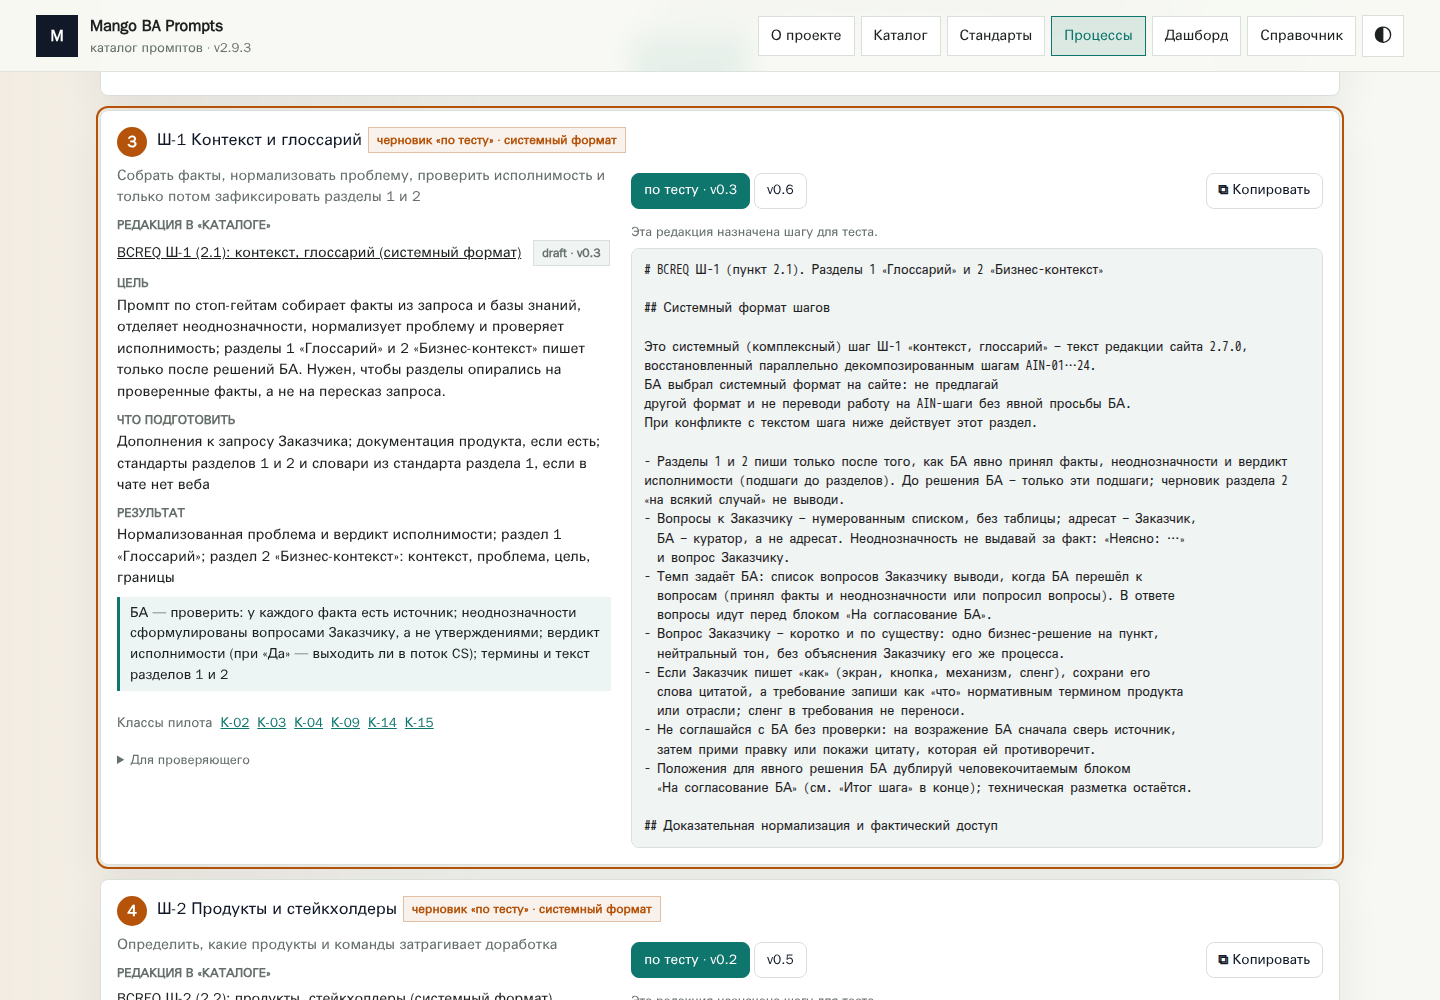 M
Mango BA Prompts
каталог промптов · v2.9.3
О проекте
Каталог
Стандарты
Процессы
Дашборд
Справочник
3
Ш-1 Контекст и глоссарий
черновик «по тесту» · системный формат
Собрать факты, нормализовать проблему, проверить исполнимость и
только потом зафиксировать разделы 1 и 2
РЕДАКЦИЯ В «КАТАЛОГЕ»
BCREQ Ш-1 (2.1): контекст, глоссарий (системный формат)
draft · v0.3
ЦЕЛЬ
Промпт по стоп-гейтам собирает факты из запроса и базы знаний,
отделяет неоднозначности, нормализует проблему и проверяет
исполнимость; разделы 1 «Глоссарий» и 2 «Бизнес-контекст» пишет
только после решений БА. Нужен, чтобы разделы опирались на
проверенные факты, а не на пересказ запроса.
ЧТО ПОДГОТОВИТЬ
Дополнения к запросу Заказчика; документация продукта, если есть;
стандарты разделов 1 и 2 и словари из стандарта раздела 1, если в
чате нет веба
РЕЗУЛЬТАТ
Нормализованная проблема и вердикт исполнимости; раздел 1
«Глоссарий»; раздел 2 «Бизнес-контекст»: контекст, проблема, цель,
границы
БА — проверить: у каждого факта есть источник; неоднозначности
сформулированы вопросами Заказчику, а не утверждениями; вердикт
исполнимости (при «Да» — выходить ли в поток CS); термины и текст
разделов 1 и 2
Классы пилота K-02 K-03 K-04 K-09 K-14 K-15
▶ Для проверяющего
по тесту · v0.3
v0.6
Копировать
Эта редакция назначена шагу для теста.
# BCREQ Ш-1 (пункт 2.1). Разделы 1 «Глоссарий» и 2 «Бизнес-контекст»
## Системный формат шагов
Это системный (комплексный) шаг Ш-1 «контекст, глоссарий» — текст редакции сайта 2.7.0,
восстановленный параллельно декомпозированным шагам AIN-01…24.
БА выбрал системный формат на сайте: не предлагай
другой формат и не переводи работу на AIN-шаги без явной просьбы БА.
При конфликте с текстом шага ниже действует этот раздел.
- Разделы 1 и 2 пиши только после того, как БА явно принял факты, неоднозначности и вердикт
исполнимости (подшаги до разделов). До решения БА — только эти подшаги; черновик раздела 2
«на всякий случай» не выводи.
- Вопросы к Заказчику — нумерованным списком, без таблицы; адресат — Заказчик,
БА — куратор, а не адресат. Неоднозначность не выдавай за факт: «Неясно: …»
и вопрос Заказчику.
- Темп задаёт БА: список вопросов Заказчику выводи, когда БА перешёл к
вопросам (принял факты и неоднозначности или попросил вопросы). В ответе
вопросы идут перед блоком «На согласование БА».
- Вопрос Заказчику — коротко и по существу: одно бизнес-решение на пункт,
нейтральный тон, без объяснения Заказчику его же процесса.
- Если Заказчик пишет «как» (экран, кнопка, механизм, сленг), сохрани его
слова цитатой, а требование запиши как «что» нормативным термином продукта
или отрасли; сленг в требования не переноси.
- Не соглашайся с БА без проверки: на возражение БА сначала сверь источник,
затем прими правку или покажи цитату, которая ей противоречит.
- Положения для явного решения БА дублируй человекочитаемым блоком
«На согласование БА» (см. «Итог шага» в конце); техническая разметка остаётся.
## Доказательная нормализация и фактический доступ
4
Ш-2 Продукты и стейкхолдеры
черновик «по тесту» · системный формат
Определить, какие продукты и команды затрагивает доработка
РЕДАКЦИЯ В «КАТАЛОГЕ»
BCREQ Ш-2 (2.2): продукты, стейкхолдеры (системный формат)
по тесту · v0.2
v0.5
Копировать
Эта редакция назначена шагу для теста.